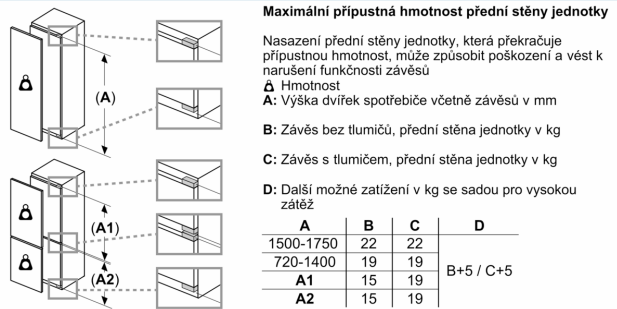 Maximální přípustná hmotnost přední stěny jednotky
Nasazení přední stěny jednotky, která překračuje
přípustnou hmotnost, může způsobit poškození a vést k
narušení funkčnosti závěsů
Hmotnost
A: Výška dvířek spotřebiče včetně závěsů v mm
B: Závěs bez tlumičů, přední stěna jednotky v kg
C: Závěs s tlumičem, přední stěna jednotky v kg
D: Další možné zatížení v kg se sadou pro vysokou
zátěž
A B C D
1500-1750 22 22
720-1400 19 19
B+5 / C+5
A1 15 19
A2 15 19
(A)
(A1)
(A2)